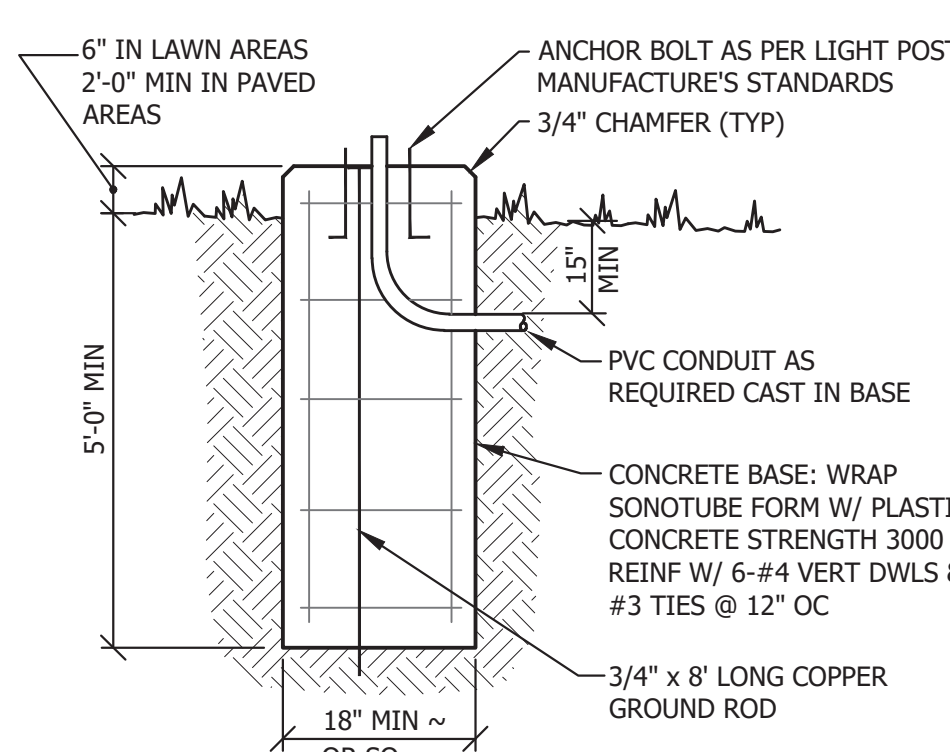 6" IN LAWN AREAS
2'-0" MIN IN PAVED
AREAS
ANCHOR BOLT AS PER LIGHT POST
MANUFACTURE'S STANDARDS
3/4" CHAMFER (TYP)
15"
MIN
5'-0" MIN
PVC CONDUIT AS
REQUIRED CAST IN BASE
CONCRETE BASE: WRAP
SONOTUBE FORM W/
CONCRETE STRENGTH 3000
REINF W/ 6-#4 VERT DWLS
#3 TIES @ 12" OC
3/4" x 8' LONG COPPER
GROUND ROD
18" MIN ~
OR SQ